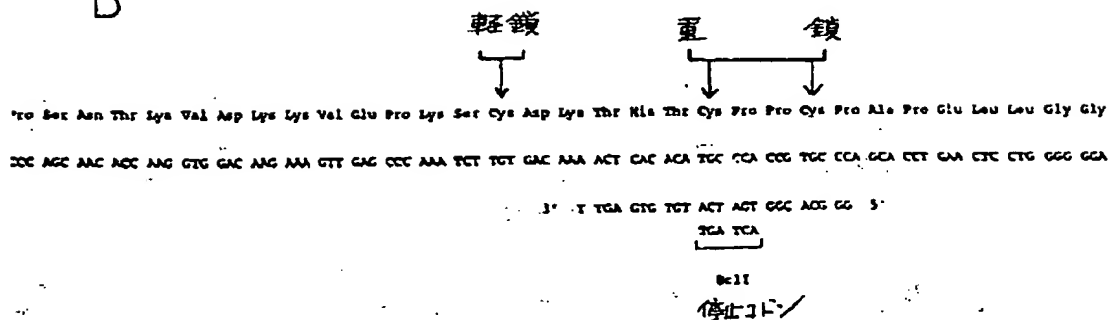 B
軽鎖 重鎖
Pro Ser Asn Thr Lys Val Asp Lys Lys Val Glu Pro Lys Ser Cys Asp Lys Thr His Thr Cys Pro Pro Cys Pro Ala Pro Glu Leu Leu Gly Gly
CCC AGC AAC ACC AAG GTG GAC AAG AAA GTT GAG CCC AAA TCT TGT GAC AAA ACT CAC ACA TGC CCA CCG TGC CCA GCA CCT GAA CTC CTG GGG GGA
3' T TGA GTG TGT ACT AGT GGC ACG GG 5'
TGA TCA
BclI
停止コドン